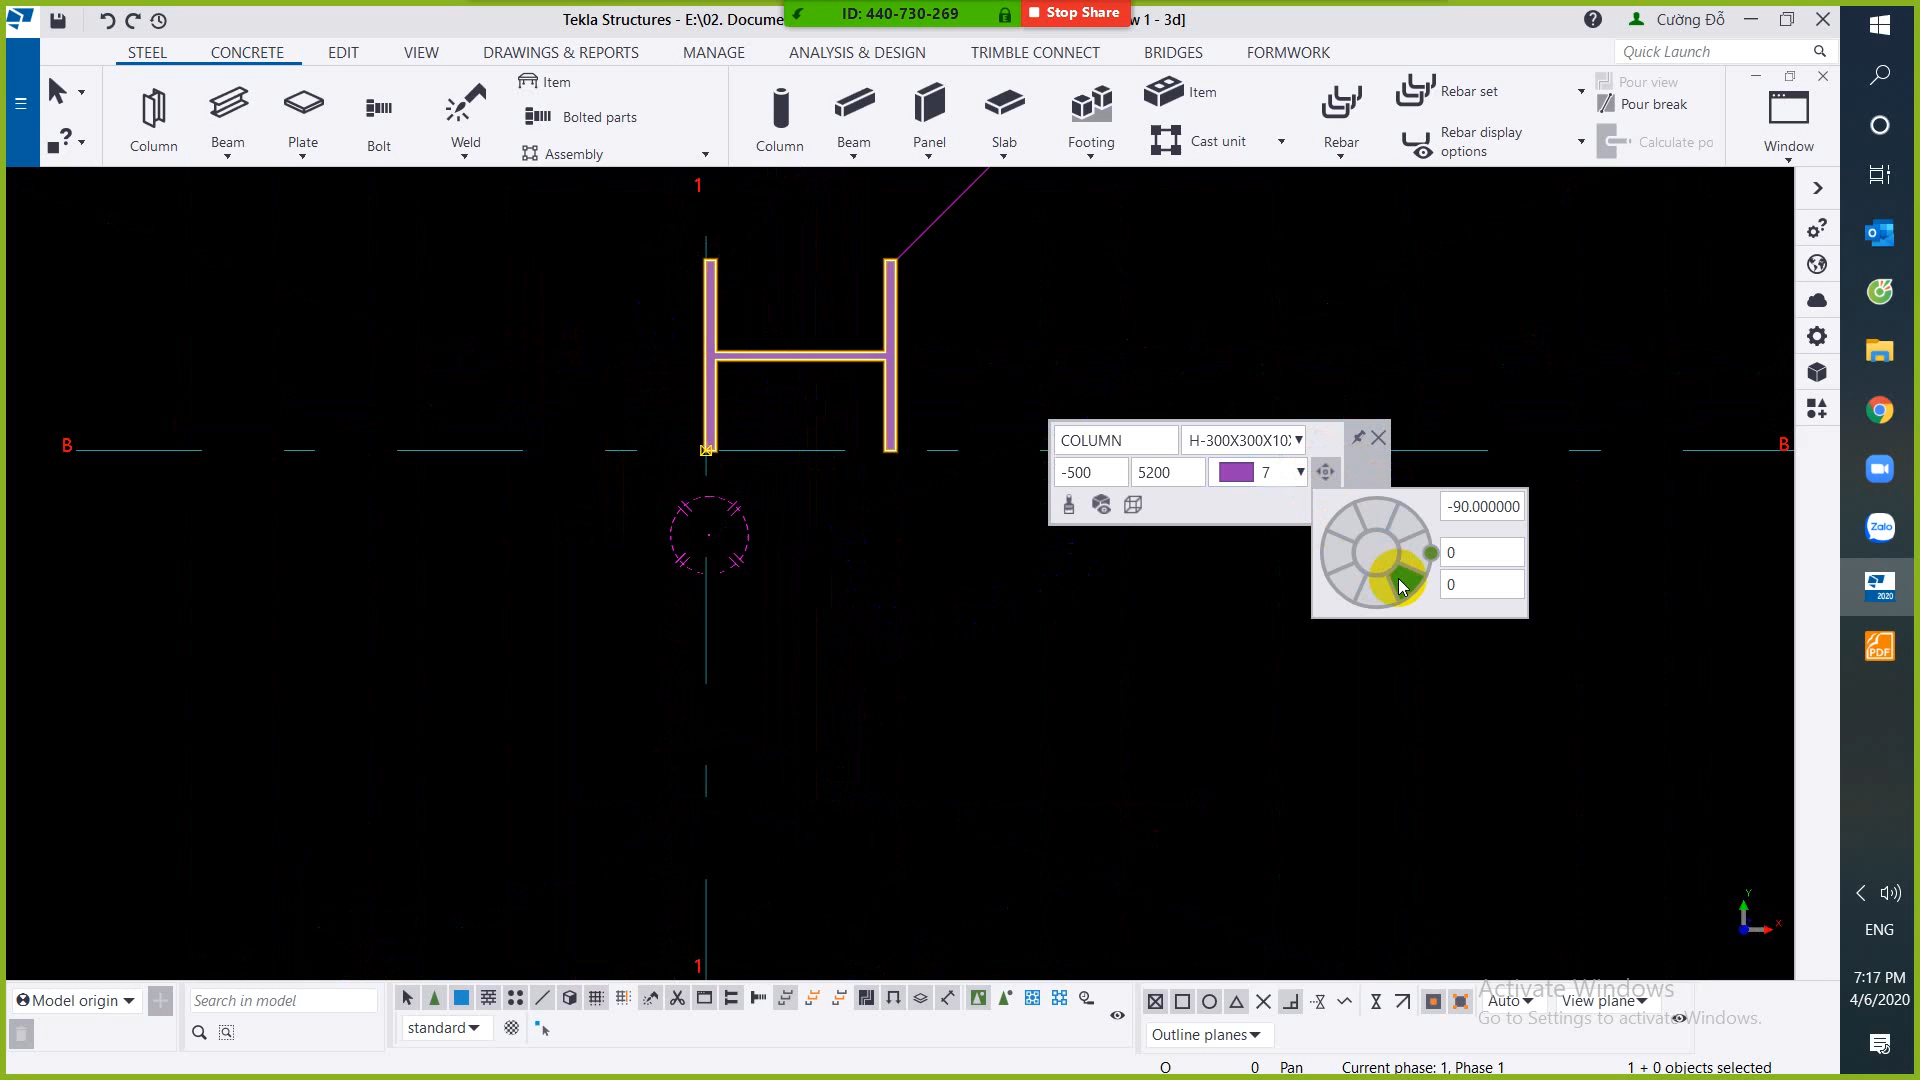 Tekla Structures - E:\02. Docume
ID: 440-730-269
Stop Share
w 1 - 3d]
Cường Đỗ
STEEL
CONCRETE
EDIT
VIEW
DRAWINGS & REPORTS
MANAGE
ANALYSIS & DESIGN
TRIMBLE CONNECT
BRIDGES
FORMWORK
Quick Launch
Column
Beam
Plate
Bolt
Weld
Item
Bolted parts
Assembly
Column
Beam
Panel
Slab
Footing
Item
Cast unit
Rebar
Rebar set
Rebar display
options
Pour view
Pour break
Calculate po
Window
1
B
B
COLUMN
H-300X300X10
-500
5200
7
-90.000000
0
0
2020
Zalo
PDF
Y
X
1
ENG
7:17 PM
4/6/2020
Model origin
Search in model
standard
Auto
View plane
Outline planes
Activate Windows
Go to Settings to activate Windows.
O
0
Pan
Current phase: 1, Phase 1
1 + 0 objects selected